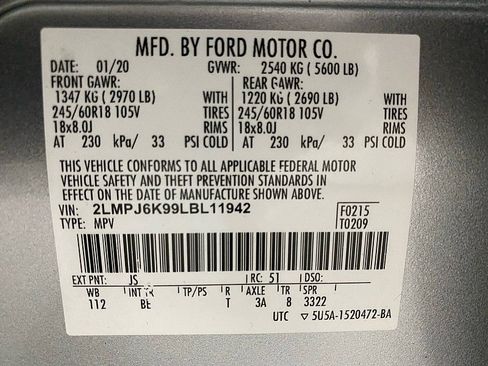 MFD. BY FORD MOTOR CO.
DATE: 01/20 GVWR: 2540 KG ( 5600 LB)
FRONT GAWR: REAR GAWR:
1347 KG ( 2970 LB) WITH 1220 KG ( 2690 LB) WITH
245/60R18 105V TIRES 245/60R18 105V TIRES
18x8.0J RIMS 18x8.0J RIMS
AT 230 kPa/ 33 PSI COLD AT 230 kPa/ 33 PSI COLD
THIS VEHICLE CONFORMS TO ALL APPLICABLE FEDERAL MOTOR
VEHICLE SAFETY AND THEFT PREVENTION STANDARDS IN
EFFECT ON THE DATE OF MANUFACTURE SHOWN ABOVE.
VIN: 2LMPJ6K99LBL11942 F0215
TYPE: MPV T0209
EXT PNT: JS RC: 51 DSO:
WB INT TR TP/PS R AXLE TR SPR
112 BE T 3A 8 3322
UTC ▽ 5U5A-1520472-BA